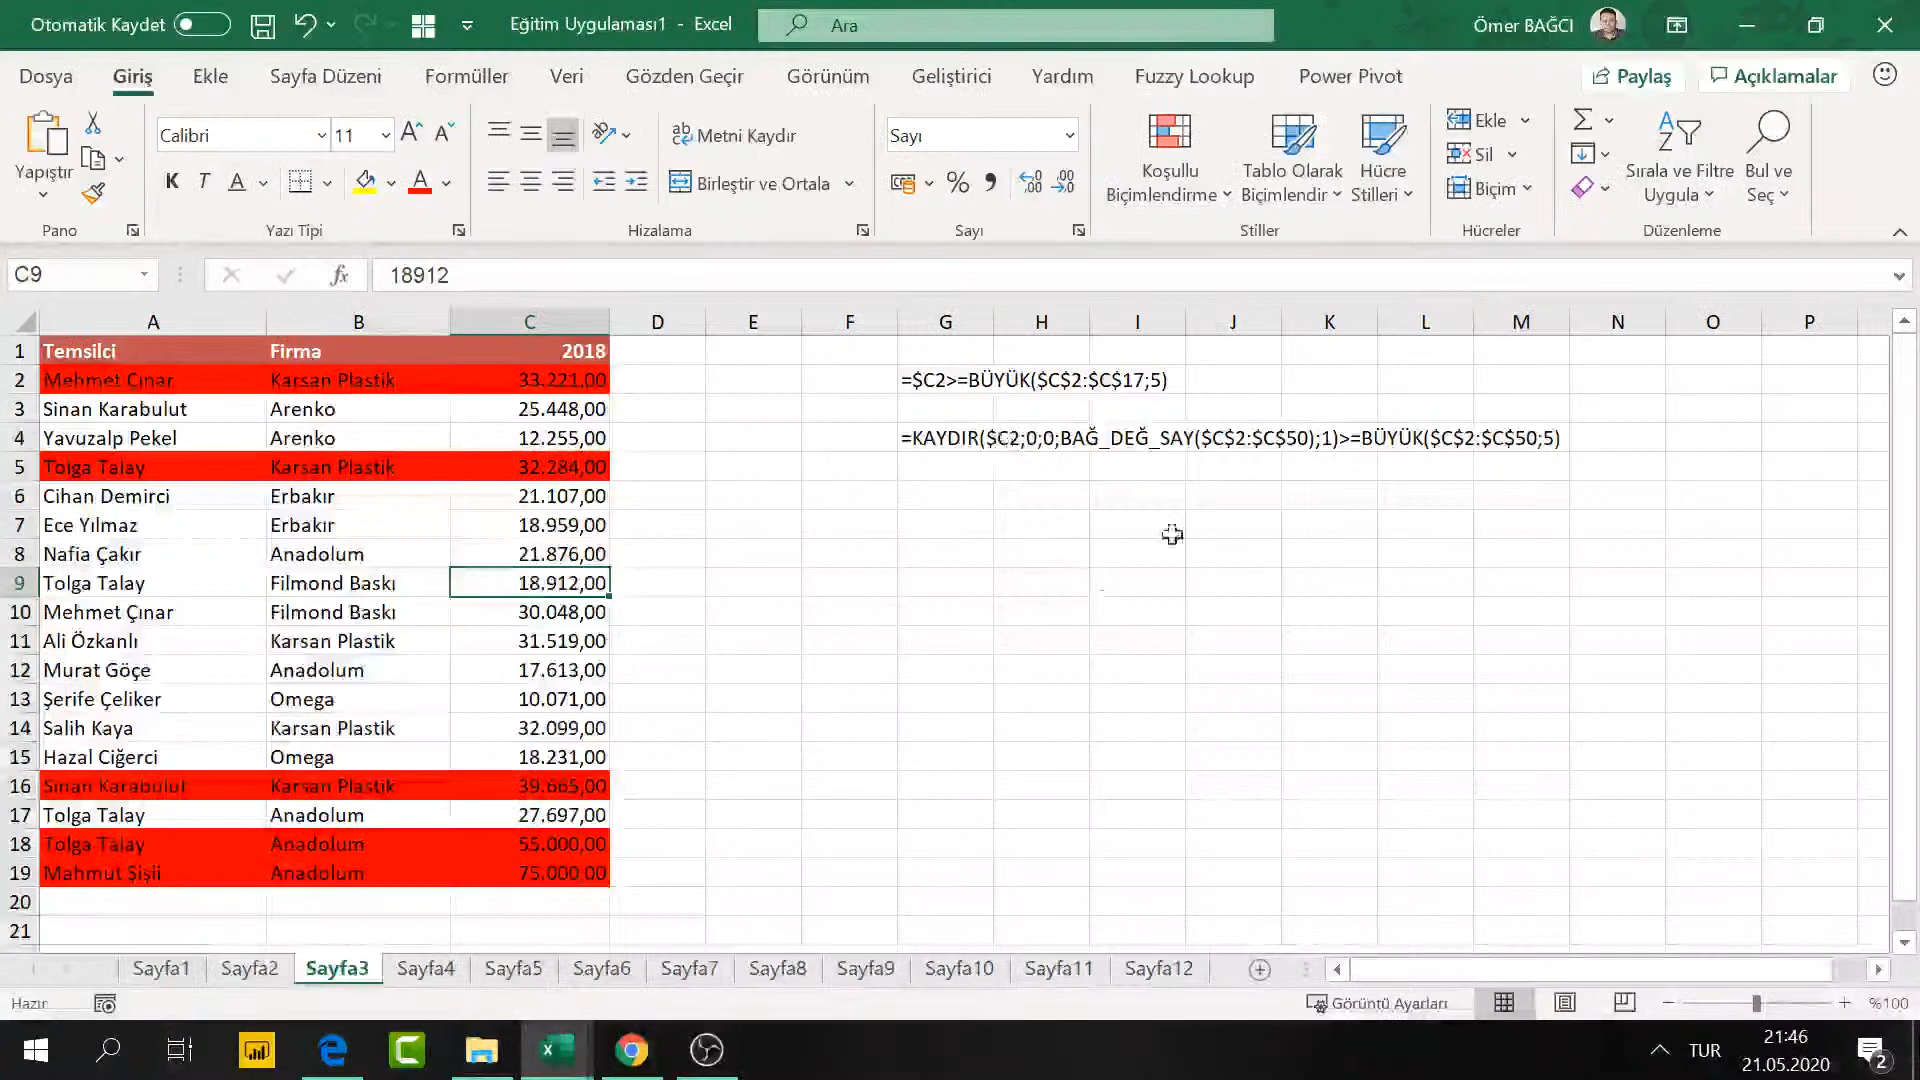 Otomatik Kaydet
Eğitim Uygulaması1 - Excel
Ara
Ömer BAĞCI
Dosya Giriş Ekle Sayfa Düzeni Formüller Veri Gözden Geçir Görünüm Geliştirici Yardım Fuzzy Lookup Power Pivot
Paylaş Açıklamalar
Yapıştır
Pano
Calibri 11
K T A A
Yazı Tipi
Metni Kaydır
Birleştir ve Ortala
Hizalama
Sayı
Sayı
Koşullu Biçimlendirme
Tablo Olarak Biçimlendir
Hücre Stilleri
Stiller
Ekle
Sil
Biçim
Hücreler
Sırala ve Filtre Uygula
Bul ve Seç
Düzenleme
C9 fx 18912
A B C D E F G H I J K L M N O P
1 Temsilci Firma 2018
2 Mehmet Çınar Karsan Plastik 33.221,00 =$C2>=BÜYÜK($C$2:$C$17;5)
3 Sinan Karabulut Arenko 25.448,00
4 Yavuzalp Pekel Arenko 12.255,00 =KAYDIR($C2;0;0;BAĞ_DEĞ_SAY($C$2:$C$50);1)>=BÜYÜK($C$2:$C$50;5)
5 Tolga Talay Karsan Plastik 32.284,00
6 Cihan Demirci Erbakır 21.107,00
7 Ece Yılmaz Erbakır 18.959,00
8 Nafia Çakır Anadolum 21.876,00
9 Tolga Talay Filmond Baskı 18.912,00
10 Mehmet Çınar Filmond Baskı 30.048,00
11 Ali Özkanlı Karsan Plastik 31.519,00
12 Murat Göçe Anadolum 17.613,00
13 Şerife Çeliker Omega 10.071,00
14 Salih Kaya Karsan Plastik 32.099,00
15 Hazal Ciğerci Omega 18.231,00
16 Sinan Karabulut Karsan Plastik 39.665,00
17 Tolga Talay Anadolum 27.697,00
18 Tolga Talay Anadolum 55.000,00
19 Mahmut Şişli Anadolum 75.000,00
20
21
Sayfa1 Sayfa2 Sayfa3 Sayfa4 Sayfa5 Sayfa6 Sayfa7 Sayfa8 Sayfa9 Sayfa10 Sayfa11 Sayfa12
Hazır
Görüntü Ayarları
%100
TUR
21:46
21.05.2020
2